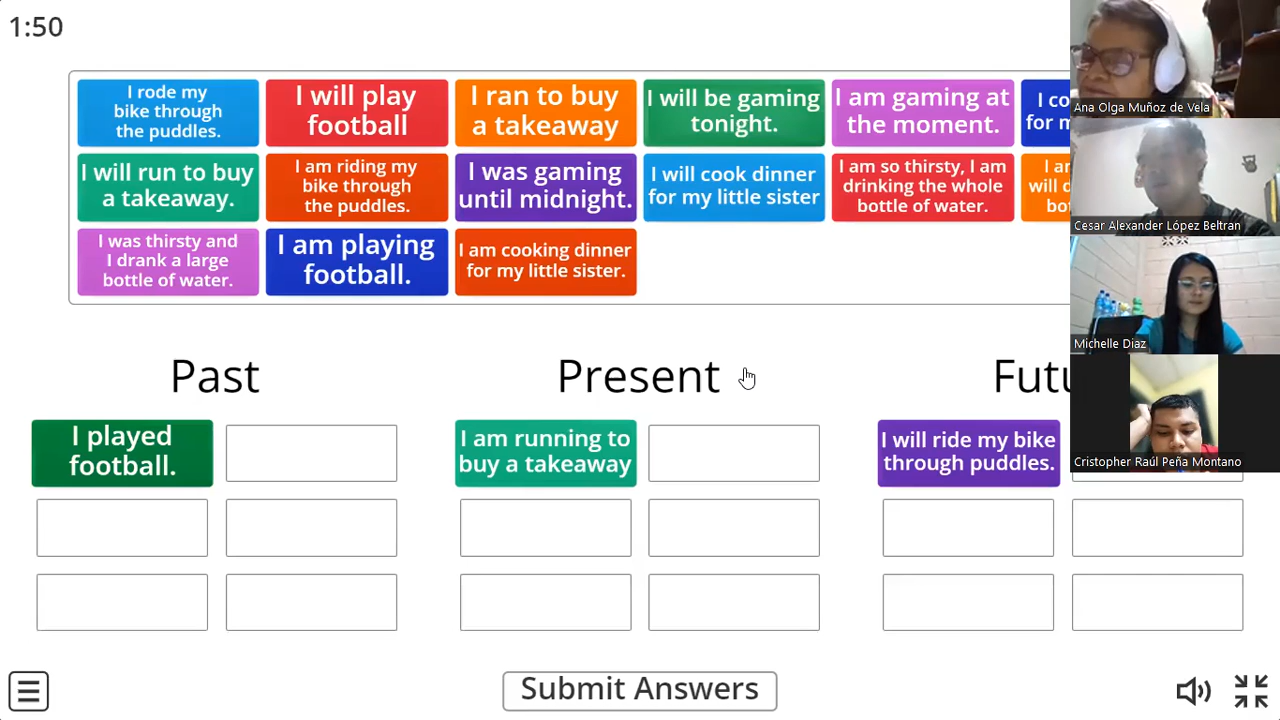 1:50
I rode my
bike through
the puddles.
I will play
football
I ran to buy
a takeaway
I will be gaming
tonight.
I am gaming at
the moment.
I co
for m
I will run to buy
a takeaway.
I am riding my
bike through
the puddles.
I was gaming
until midnight.
I will cook dinner
for my little sister
I am so thirsty, I am
drinking the whole
bottle of water.
I a
will d
bo
I was thirsty and
I drank a large
bottle of water.
I am playing
football.
I am cooking dinner
for my little sister.
Past
Present
Futu
I played
football.
I am running to
buy a takeaway
I will ride my bike
through puddles.
Submit Answers
Ana Olga Muñoz de Vela
Cesar Alexander López Beltran
Michelle Diaz
Cristopher Raúl Peña Montano